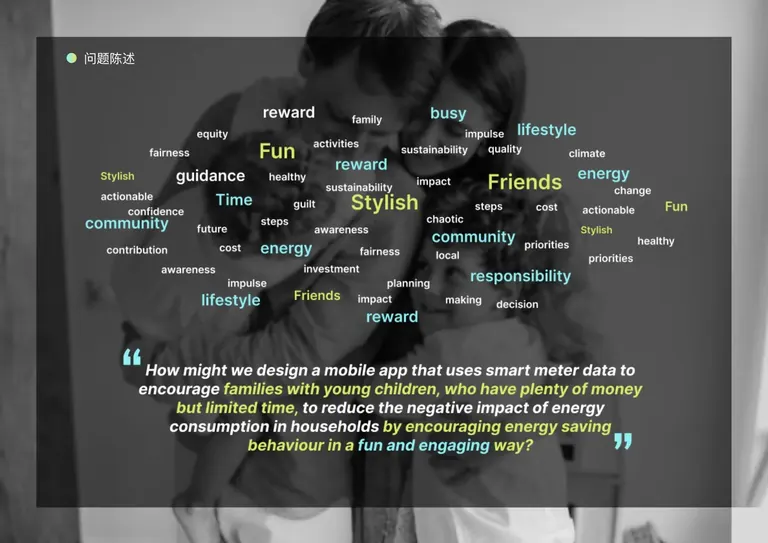 问题陈述
reward family busy
equity impulse lifestyle
fairness Fun activities sustainability quality climate
Stylish guidance healthy reward impact Friends energy
actionable Time sustainability change
confidence guilt Stylish steps cost actionable Fun
community future steps awareness chaotic community Stylish
contribution cost energy fairness local priorities healthy
awareness investment responsibility priorities
impulse planning
lifestyle Friends impact making decision
reward
“ How might we design a mobile app that uses smart meter data to
encourage families with young children, who have plenty of money
but limited time, to reduce the negative impact of energy
consumption in households by encouraging energy saving
behaviour in a fun and engaging way? ”